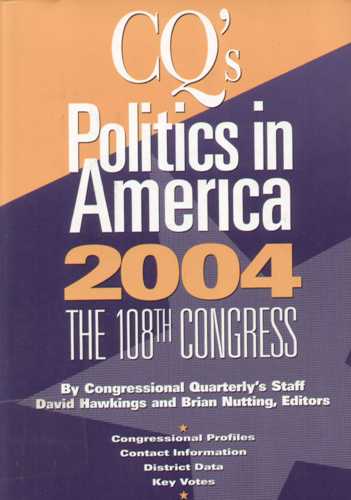 CQ's
Politics in
America
2004
THE 108TH CONGRESS
By Congressional Quarterly's Staff
David Hawkings and Brian Nutting, Editors
Congressional Profiles
Contact Information
District Data
Key Votes